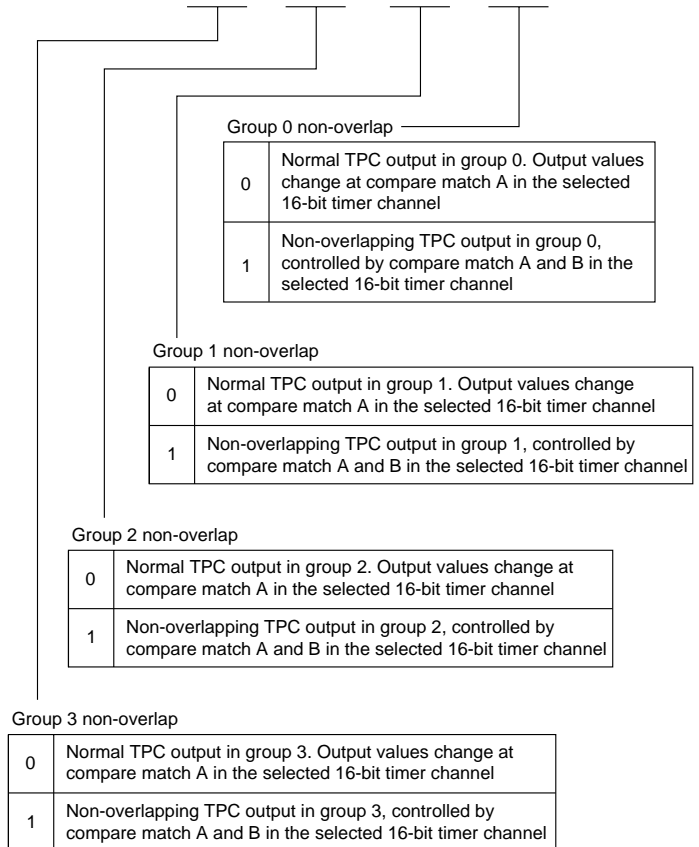 Group 0 non-overlap
0
Normal TPC output in group 0. Output values
change at compare match A in the selected
16-bit timer channel
1
Non-overlapping TPC output in group 0,
controlled by compare match A and B in the
selected 16-bit timer channel
Group 1 non-overlap
0
Normal TPC output in group 1. Output values change
at compare match A in the selected 16-bit timer channel
1
Non-overlapping TPC output in group 1, controlled by
compare match A and B in the selected 16-bit timer channel
Group 2 non-overlap
0
Normal TPC output in group 2. Output values change at
compare match A in the selected 16-bit timer channel
1
Non-overlapping TPC output in group 2, controlled by
compare match A and B in the selected 16-bit timer channel
Group 3 non-overlap
0
Normal TPC output in group 3. Output values change at
compare match A in the selected 16-bit timer channel
1
Non-overlapping TPC output in group 3, controlled by
compare match A and B in the selected 16-bit timer channel